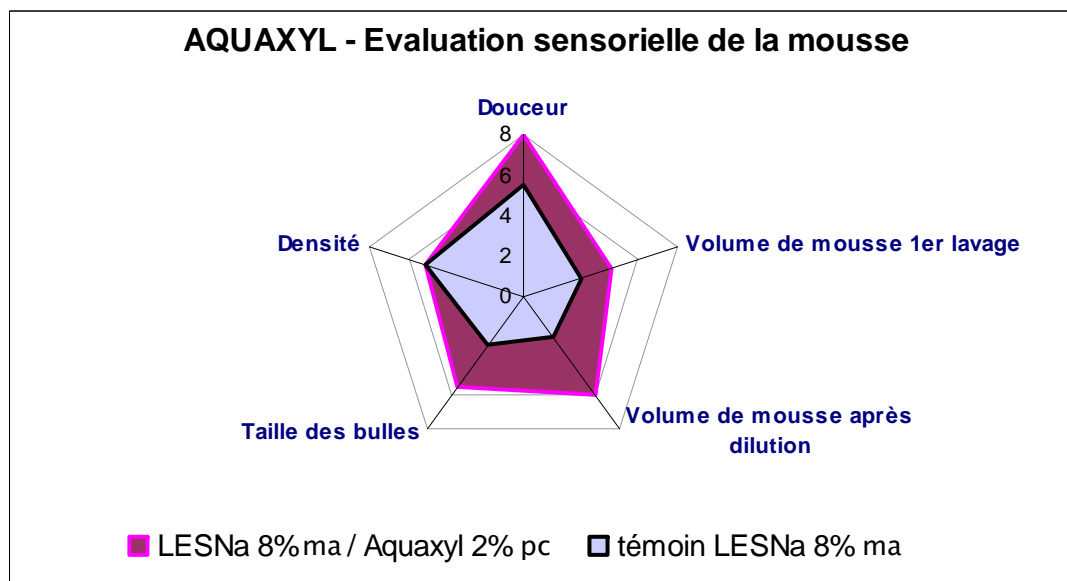 AQUAXYL - Evaluation sensorielle de la mousse
Douceur
8
6
4
2
0
Densité
Volume de mousse 1er lavage
Taille des bulles
Volume de mousse après
dilution
LESNa 8% ma / Aquaxyl 2% pc
témoin LESNa 8% ma